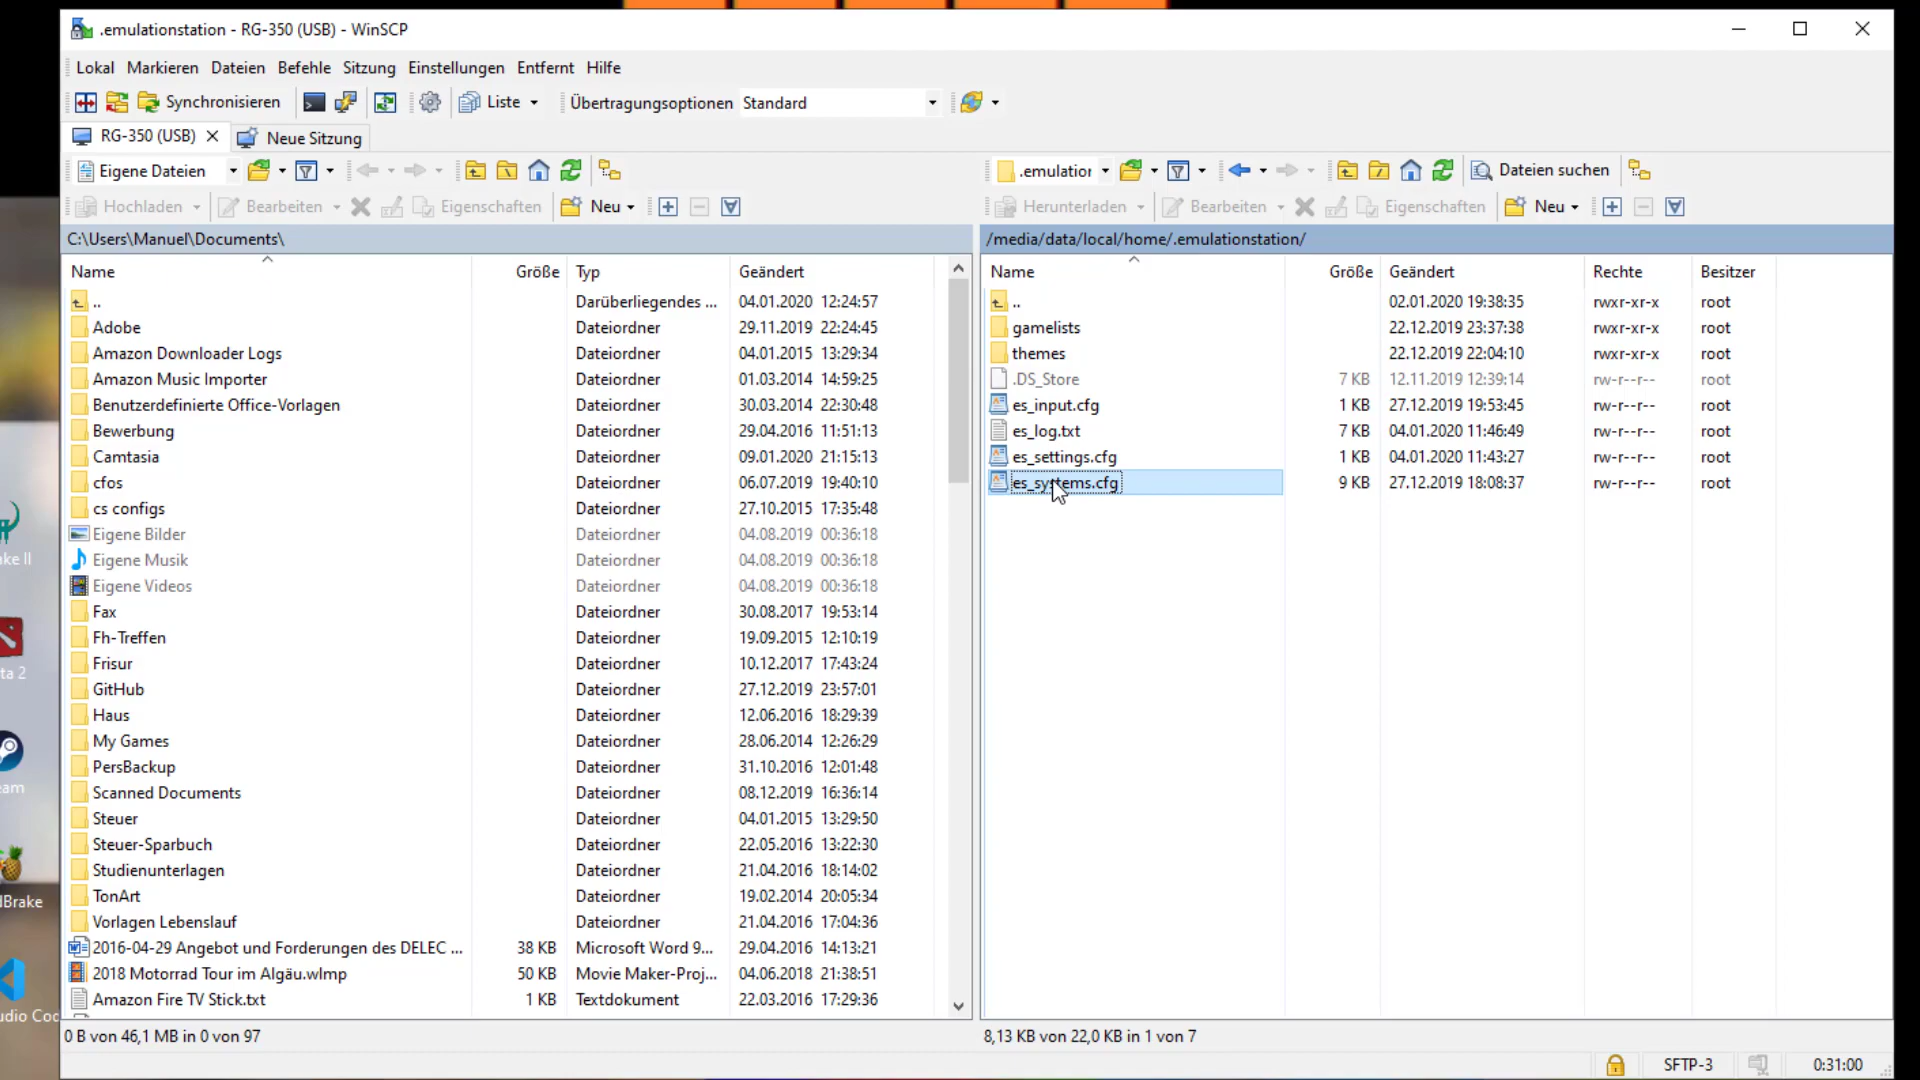 .emulationstation - RG-350 (USB) - WinSCP
Lokal Markieren Dateien Befehle Sitzung Einstellungen Entfernt Hilfe
Synchronisieren Liste Übertragungsoptionen Standard
RG-350 (USB) Neue Sitzung
Eigene Dateien .emulation Dateien suchen
Hochladen Bearbeiten Eigenschaften Neu Herunterladen Bearbeiten Eigenschaften Neu
C:\Users\Manuel\Documents\ /media/data/local/home/.emulationstation/
Name Größe Typ Geändert
.. Darüberliegendes ... 04.01.2020 12:24:57
Adobe Dateiordner 29.11.2019 22:24:45
Amazon Downloader Logs Dateiordner 04.01.2015 13:29:34
Amazon Music Importer Dateiordner 01.03.2014 14:59:25
Benutzerdefinierte Office-Vorlagen Dateiordner 30.03.2014 22:30:48
Bewerbung Dateiordner 29.04.2016 11:51:13
Camtasia Dateiordner 09.01.2020 21:15:13
cfos Dateiordner 06.07.2019 19:40:10
cs configs Dateiordner 27.10.2015 17:35:48
Eigene Bilder Dateiordner 04.08.2019 00:36:18
Eigene Musik Dateiordner 04.08.2019 00:36:18
Eigene Videos Dateiordner 04.08.2019 00:36:18
Fax Dateiordner 30.08.2017 19:53:14
Fh-Treffen Dateiordner 19.09.2015 12:10:19
Frisur Dateiordner 10.12.2017 17:43:24
GitHub Dateiordner 27.12.2019 23:57:01
Haus Dateiordner 12.06.2016 18:29:39
My Games Dateiordner 28.06.2014 12:26:29
PersBackup Dateiordner 31.10.2016 12:01:48
Scanned Documents Dateiordner 08.12.2019 16:36:14
Steuer Dateiordner 04.01.2015 13:29:50
Steuer-Sparbuch Dateiordner 22.05.2016 13:22:30
Studienunterlagen Dateiordner 21.04.2016 18:14:02
TonArt Dateiordner 19.02.2014 20:05:34
Vorlagen Lebenslauf Dateiordner 21.04.2016 17:04:36
2016-04-29 Angebot und Forderungen des DELEC ... 38 KB Microsoft Word 9... 29.04.2016 14:13:21
2018 Motorrad Tour im Algäu.wlmp 50 KB Movie Maker-Proj... 04.06.2018 21:38:51
Amazon Fire TV Stick.txt 1 KB Textdokument 22.03.2016 17:29:36
0 B von 46,1 MB in 0 von 97
Name Größe Geändert Rechte Besitzer
.. 02.01.2020 19:38:35 rwxr-xr-x root
gamelists 22.12.2019 23:37:38 rwxr-xr-x root
themes 22.12.2019 22:04:10 rwxr-xr-x root
.DS_Store 7 KB 12.11.2019 12:39:14 rw-r--r-- root
es_input.cfg 1 KB 27.12.2019 19:53:45 rw-r--r-- root
es_log.txt 7 KB 04.01.2020 11:46:49 rw-r--r-- root
es_settings.cfg 1 KB 04.01.2020 11:43:27 rw-r--r-- root
es_systems.cfg 9 KB 27.12.2019 18:08:37 rw-r--r-- root
8,13 KB von 22,0 KB in 1 von 7
SFTP-3 0:31:00
ake II
ta 2
eam
dBrake
udio Coc